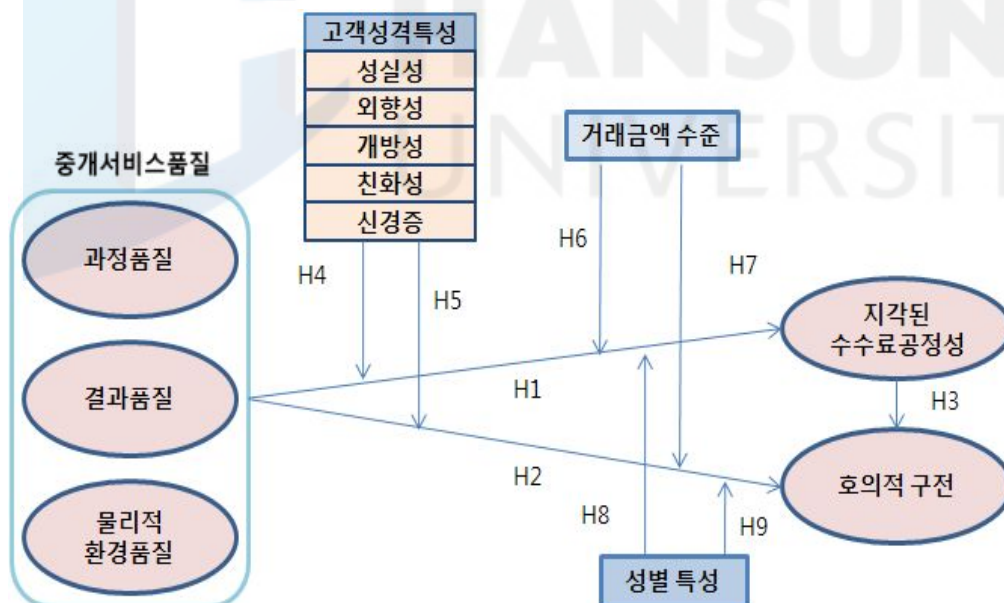 HANSUN
UNIVERSIT
고객성격특성
성실성
외향성
개방성
친화성
신경증
거래금액 수준
중개서비스품질
과정품질
결과품질
물리적
환경품질
H4
H5
H6
H7
지각된
수수료공정성
H1
H3
H2
호의적 구전
H8
H9
성별 특성